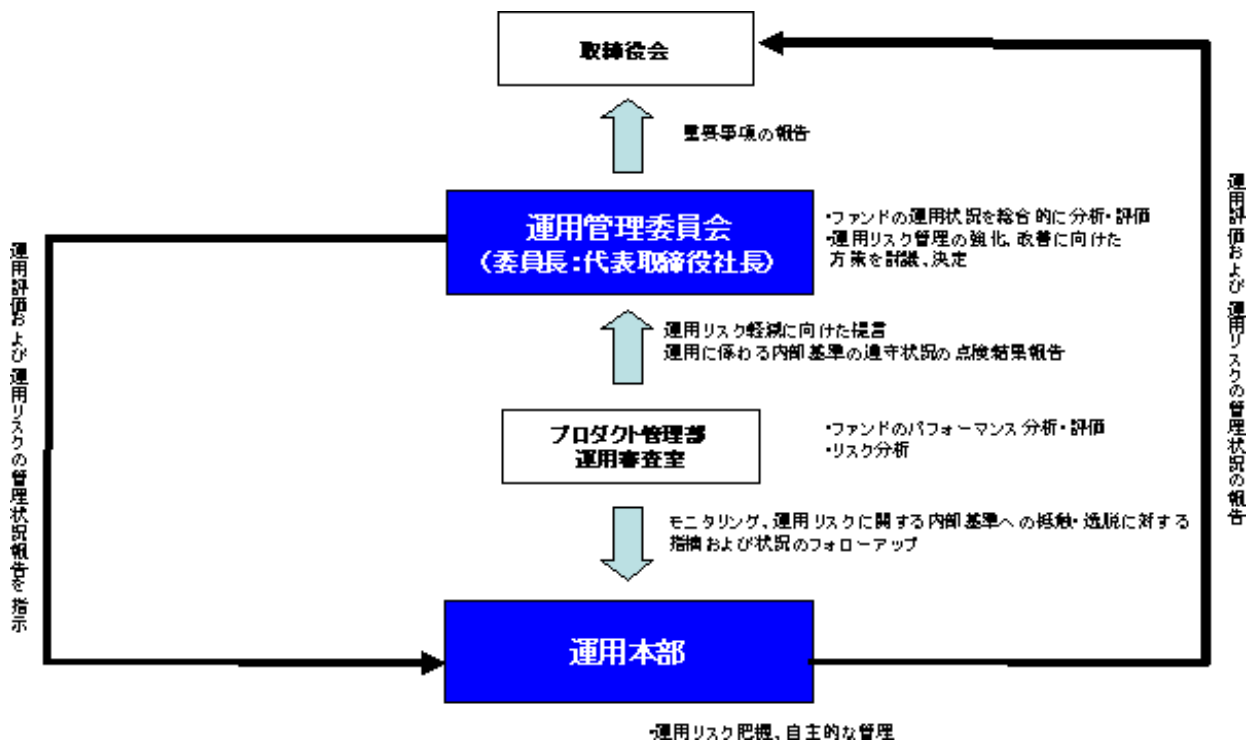 取締役会
重要事項の報告
運用管理委員会
（委員長：代表取締役社長）
・ファンドの運用状況を総合的に分析・評価
・運用リスク管理の強化、改善に向けた
方策を討議、決定
運用リスク軽減に向けた提言
運用に係わる内部基準の遵守状況の点検結果報告
プロダクト管理部
運用審査室
・ファンドのパフォーマンス分析・評価
・リスク分析
モニタリング、運用リスクに関する内部基準への抵触・逸脱に対する
指摘および状況のフォローアップ
運用本部
・運用リスク把握、自主的な管理
運用評価および運用リスクの管理状況報告を指示
運用評価および運用リスクの管理状況の報告